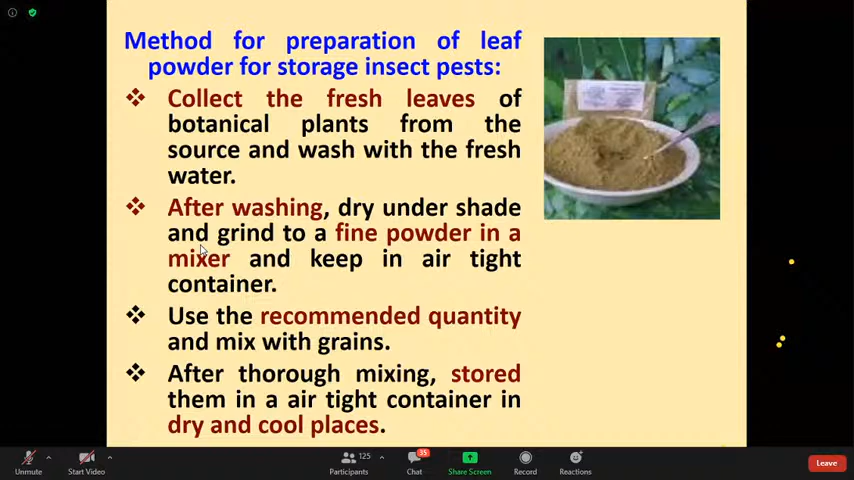 Method for preparation of leaf
powder for storage insect pests:
❖ Collect the fresh leaves of
botanical plants from the
source and wash with the fresh
water.
❖ After washing, dry under shade
and grind to a fine powder in a
mixer and keep in air tight
container.
❖ Use the recommended quantity
and mix with grains.
❖ After thorough mixing, stored
them in a air tight container in
dry and cool places.
Unmute
Start Video
125
Participants
35
Chat
Share Screen
Record
Reactions
Leave